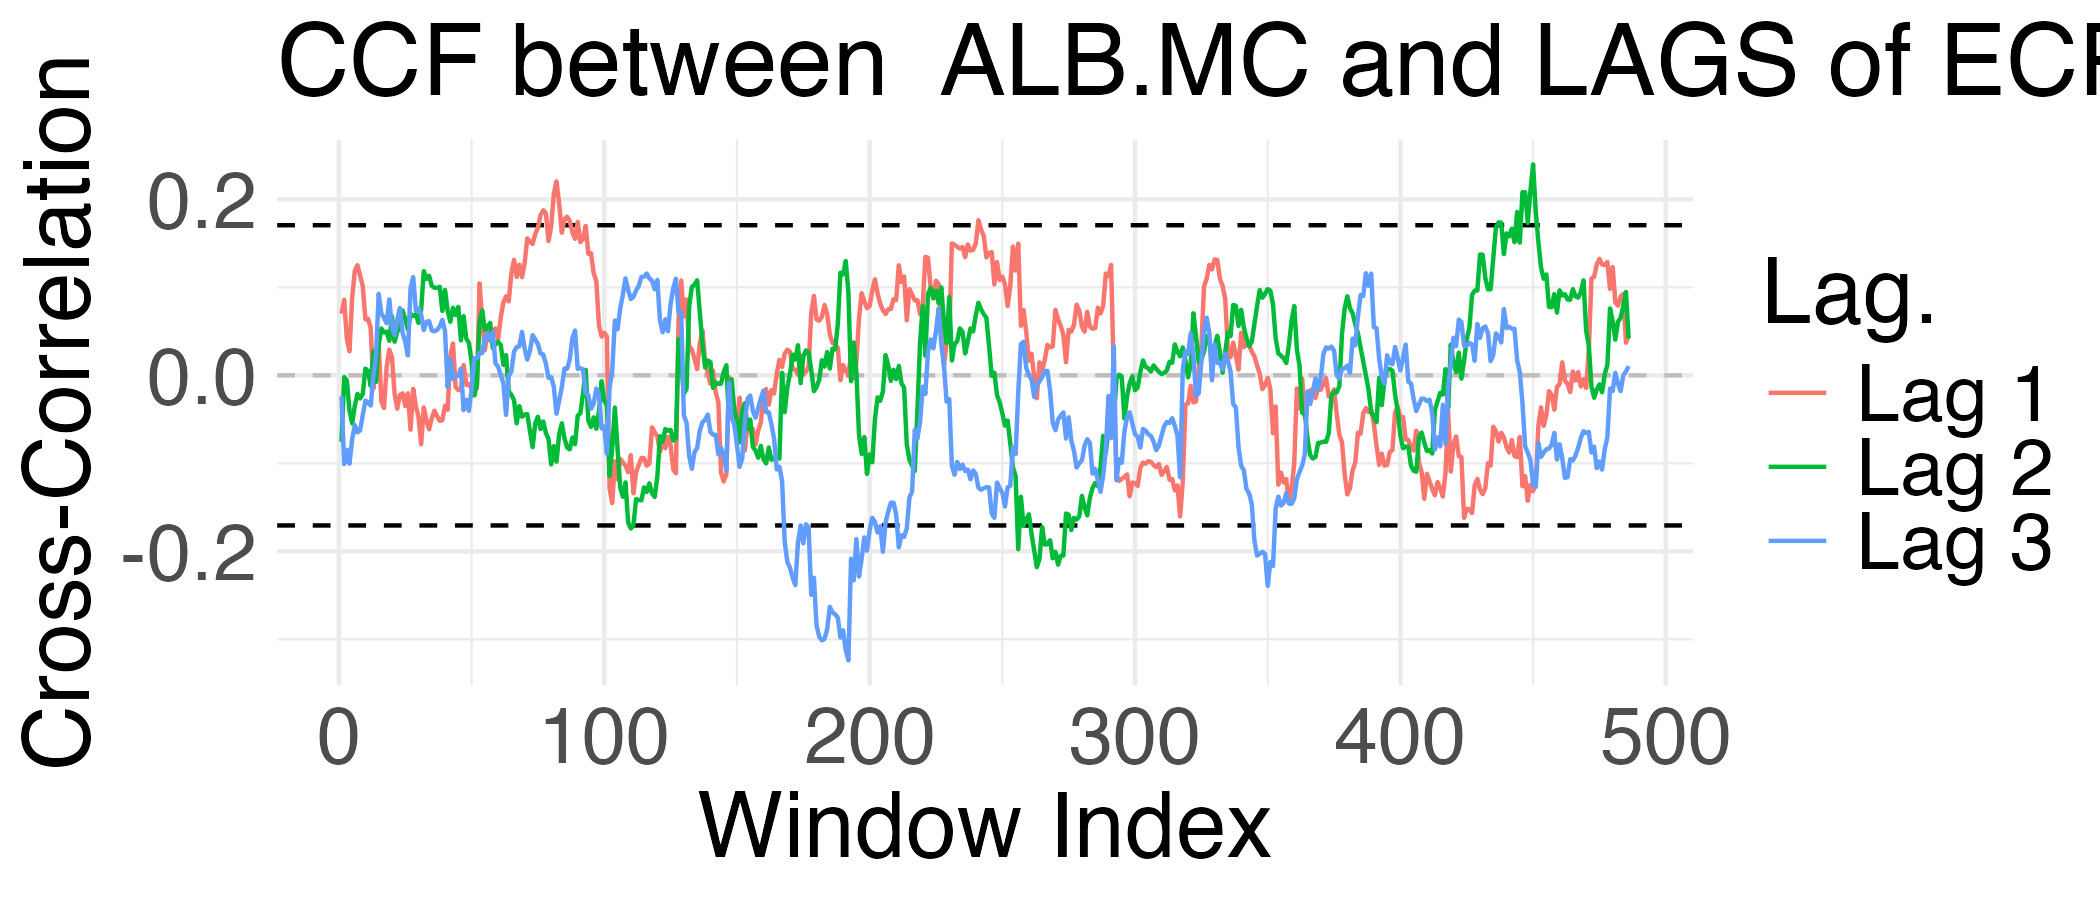 CCF between  ALB.MC and LAGS of ECF
Cross-Correlation
0.2
0.0
-0.2
0
100
200
300
400
500
Window Index
Lag.
Lag 1
Lag 2
Lag 3